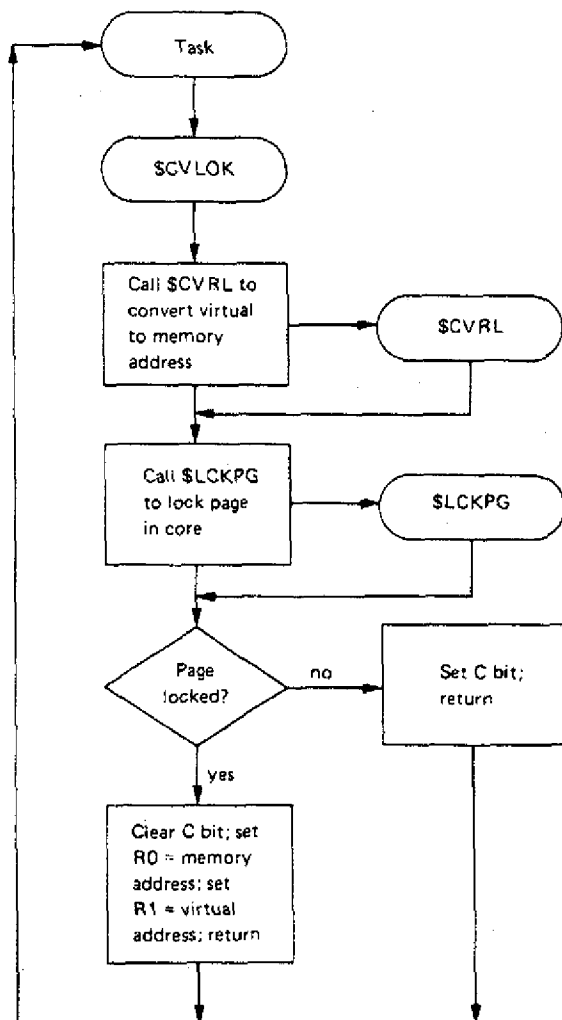 Task
$CVLOK
Call $CVRL to
convert virtual
to memory
address
$CVRL
Call $LCKPG
to lock page
in core
$LCKPG
Page
locked?
no
Set C bit;
return
yes
Clear C bit; set
R0 = memory
address; set
R1 = virtual
address; return